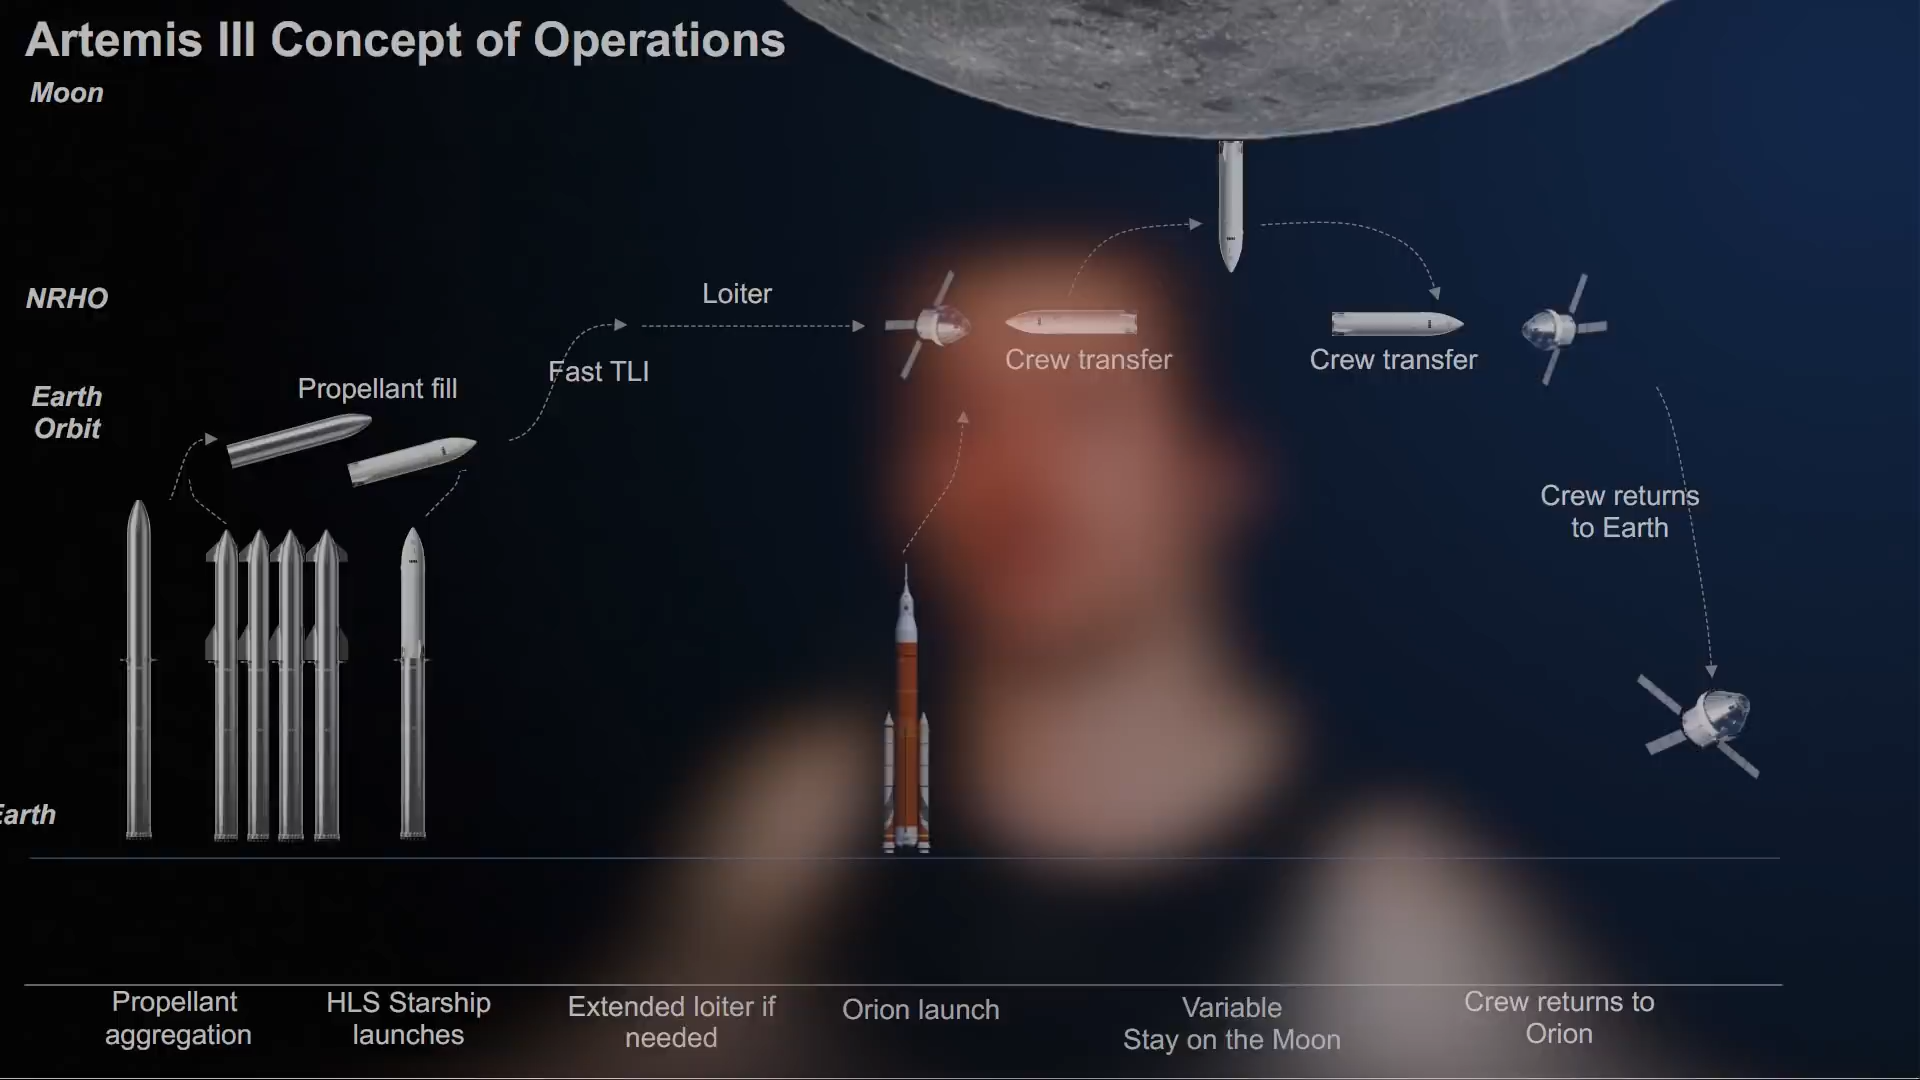 Artemis III Concept of Operations
Moon
NRHO
Loiter
Crew transfer
Crew transfer
Fast TLI
Propellant fill
Earth
Orbit
Crew returns
to Earth
Earth
Propellant
aggregation
HLS Starship
launches
Extended loiter if
needed
Orion launch
Variable
Stay on the Moon
Crew returns to
Orion